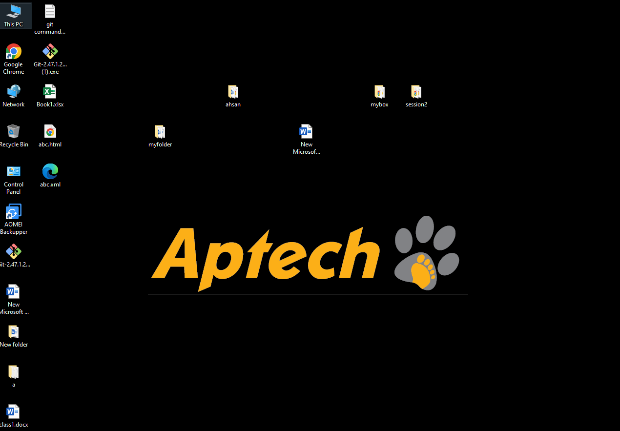 This PC
git
command...
Google
Chrome
Git-2.47.1.2...
(1).exe
Network
Book1.xlsx
ahsan
mybox
session2
Recycle Bin
abc.html
myfolder
New
Microsof...
Control
Panel
abc.xml
AOMEI
Backupper
Git-2.47.1.2...
Aptech
New
Microsoft ...
New folder
a
class1.docx